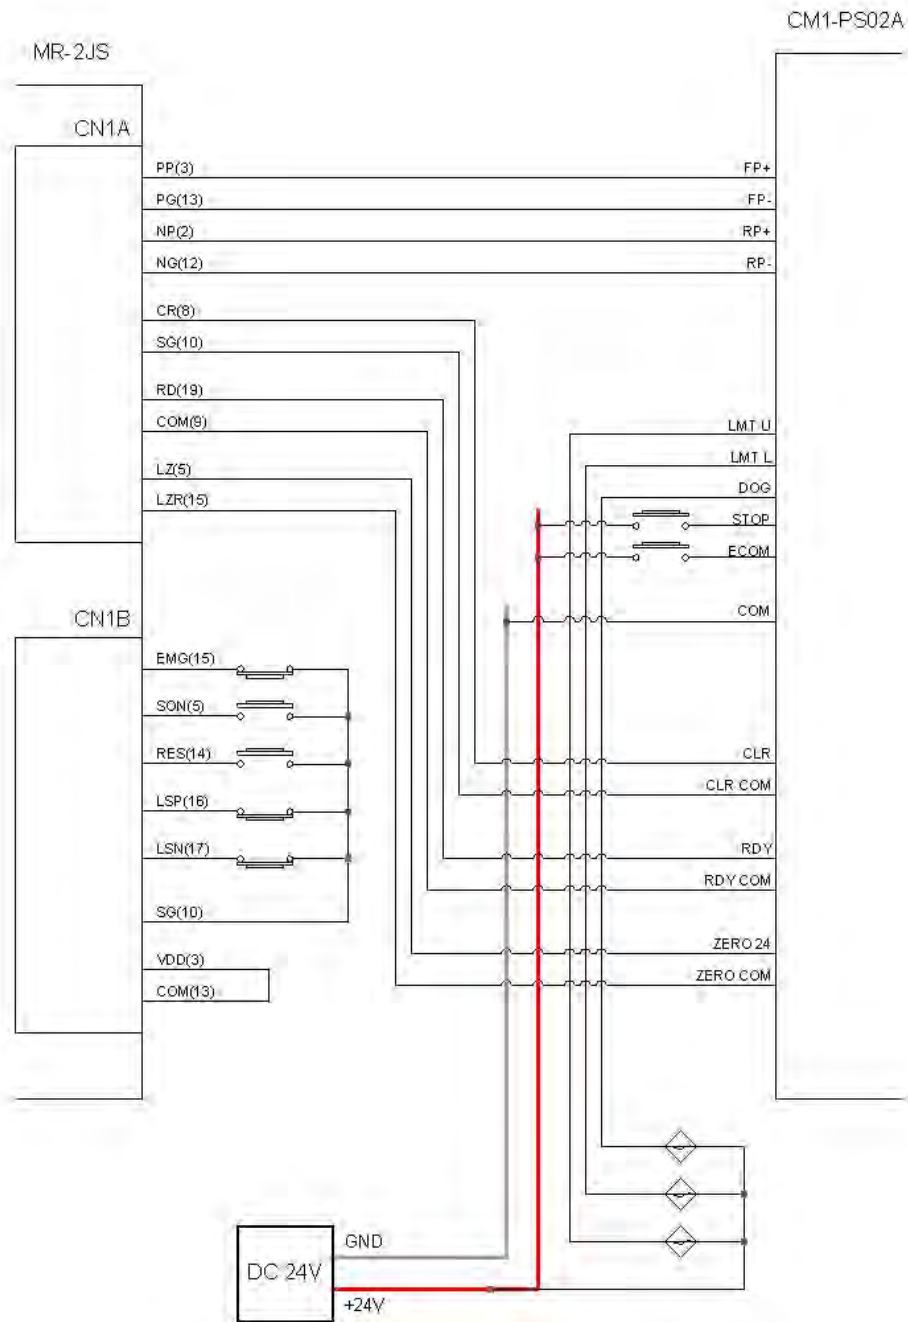 CM1-PS02A
MR-2JS
CN1A
PP(3)
FP+
PG(13)
FP-
NP(2)
RP+
NG(12)
RP-
CR(8)
SG(10)
RD(19)
COM(9)
LMT U
LMT L
LZ(5)
DOG
LZR(15)
STOP
ECOM
CN1B
COM
EMG(15)
SON(5)
RES(14)
CLR
CLR COM
LSP(16)
LSN(17)
RDY
RDY COM
SG(10)
ZERO 24
VDD(3)
ZERO COM
COM(13)
GND
DC 24V
+24V